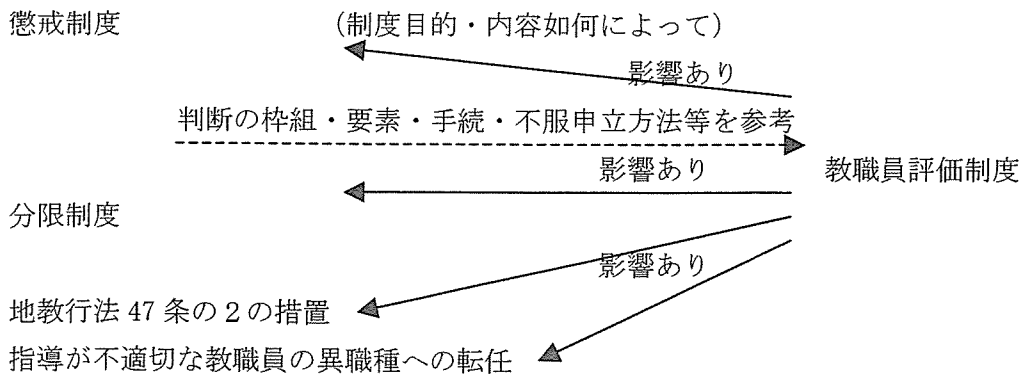 懲戒制度 (制度目的・内容如何によって)
影響あり
判断の枠組・要素・手続・不服申立方法等を参考
影響あり 教職員評価制度
分限制度
影響あり
地教行法 47 条の 2 の措置
指導が不適切な教職員の異職種への転任